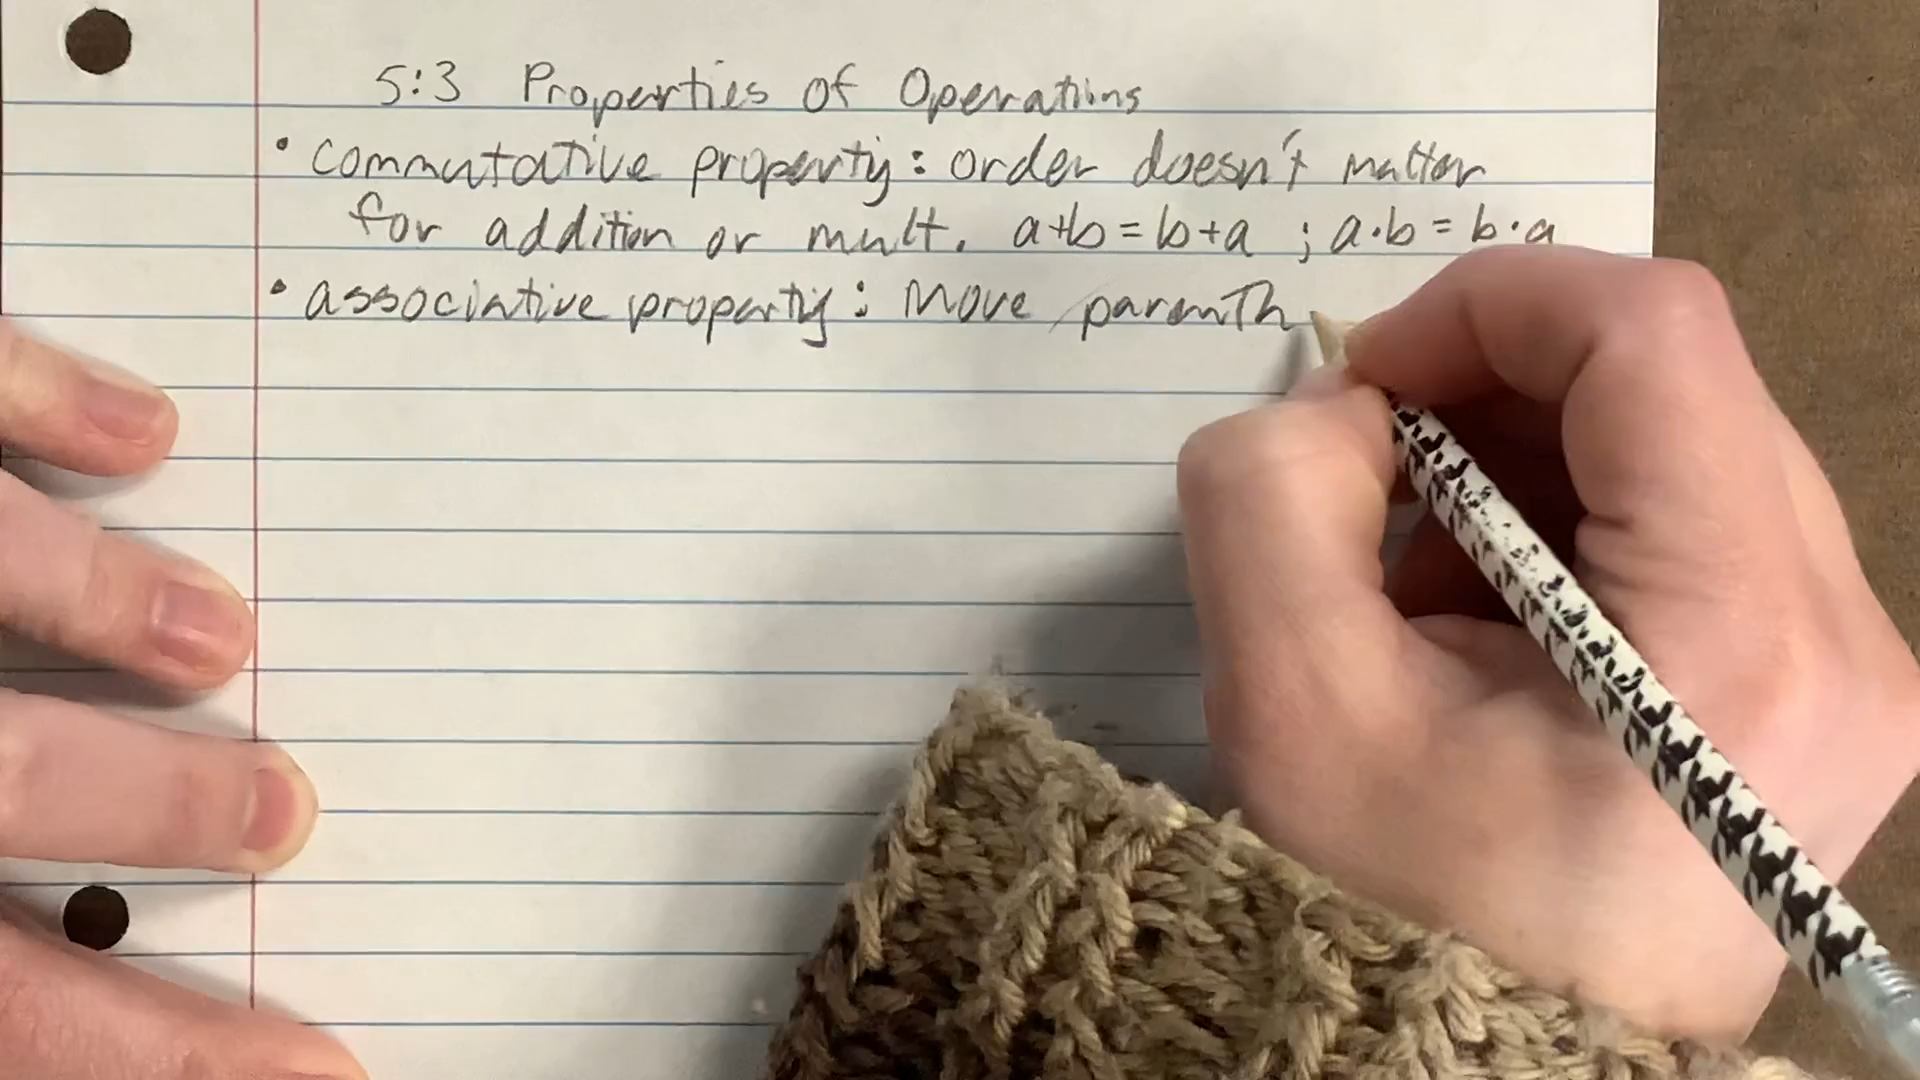 5:3 Properties of Operations
• commutative property: order doesn't matter
for addition or mult. a+b = b+a ; a·b = b·a
• associative property: Move parenth